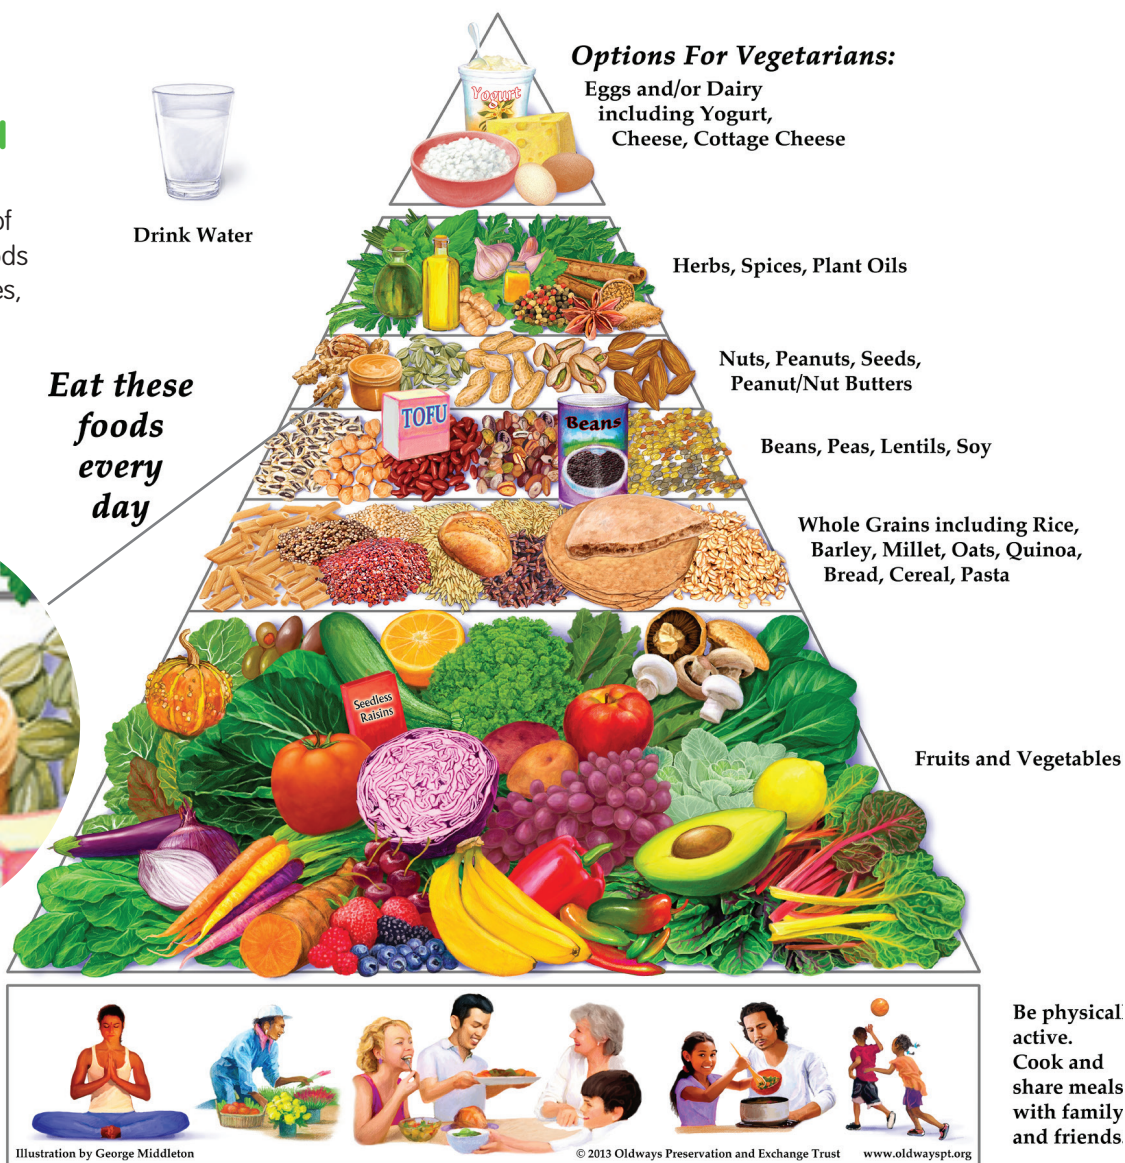 Options For Vegetarians:
Eggs and/or Dairy
including Yogurt,
Cheese, Cottage Cheese
Yogurt
of
Drink Water
Herbs, Spices, Plant Oils
Eat these
foods
every
day
Nuts, Peanuts, Seeds,
Peanut/Nut Butters
TOFU
Beans
Beans, Peas, Lentils, Soy
Whole Grains including Rice,
Barley, Millet, Oats, Quinoa,
Bread, Cereal, Pasta
Seedless
Raisins
Fruits and Vegetables
Be physically
active.
Cook and
share meals
with family
and friends.
Illustration by George Middleton
© 2013 Oldways Preservation and Exchange Trust
www.oldwayspt.org